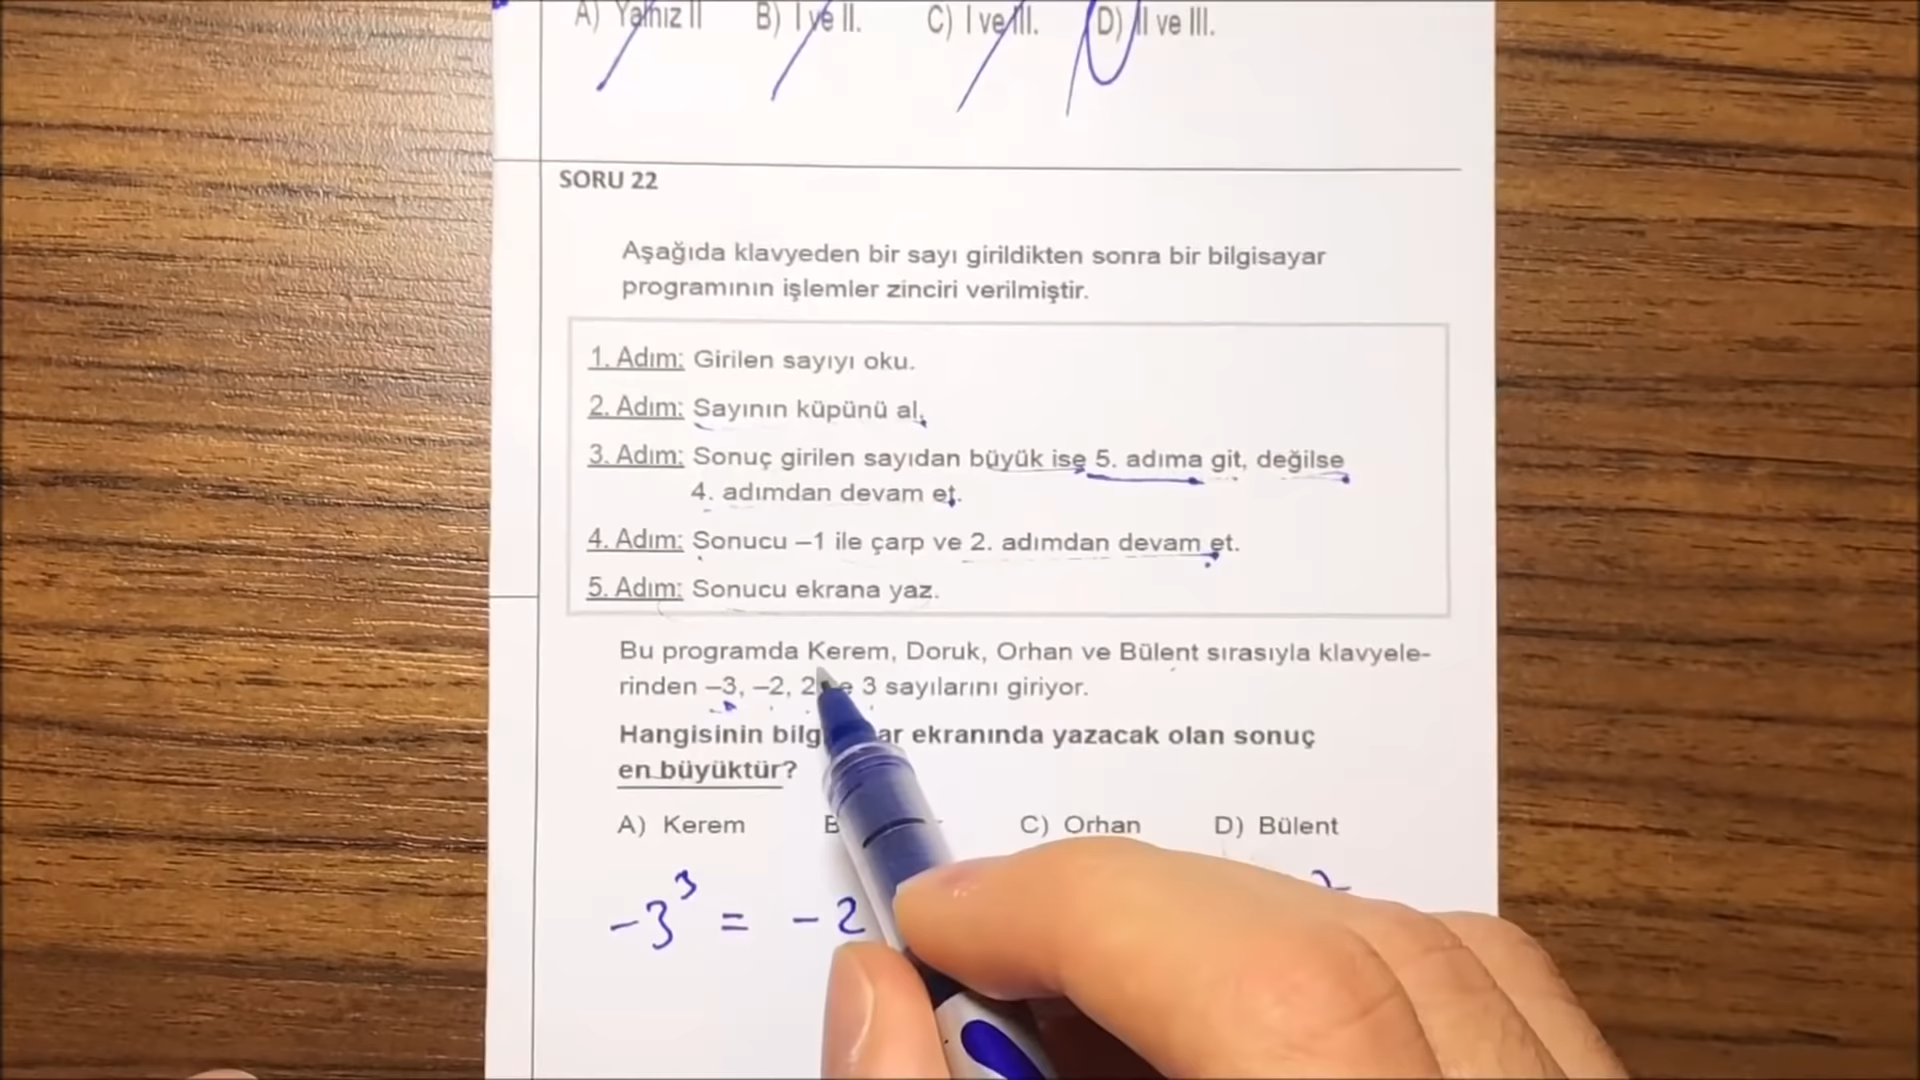 A) Yalnız II B) I ve II. C) I ve III. D) II ve III.
SORU 22
Aşağıda klavyeden bir sayı girildikten sonra bir bilgisayar
programının işlemler zinciri verilmiştir.
1. Adım: Girilen sayıyı oku.
2. Adım: Sayının küpünü al.
3. Adım: Sonuç girilen sayıdan büyük ise 5. adıma git, değilse
4. adımdan devam et.
4. Adım: Sonucu –1 ile çarp ve 2. adımdan devam et.
5. Adım: Sonucu ekrana yaz.
Bu programda Kerem, Doruk, Orhan ve Bülent sırasıyla klavyele-
rinden –3, –2, 2 3 sayılarını giriyor.
Hangisinin ekranında yazacak olan sonuç
en büyüktür?
A) Kerem C) Orhan D) Bülent
-3³ = -2